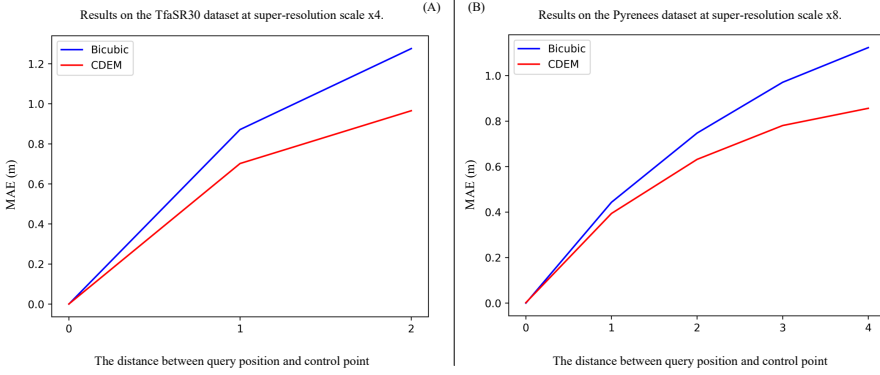 Results on the TfaSR30 dataset at super-resolution scale x4.
(A)
Bicubic
CDEM
1.2
1.0
0.8
0.6
0.4
0.2
0.0
MAE (m)
0 1 2
The distance between query position and control point
(B)
Results on the Pyrenees dataset at super-resolution scale x8.
Bicubic
CDEM
1.0
0.8
0.6
0.4
0.2
0.0
MAE (m)
0 1 2 3 4
The distance between query position and control point